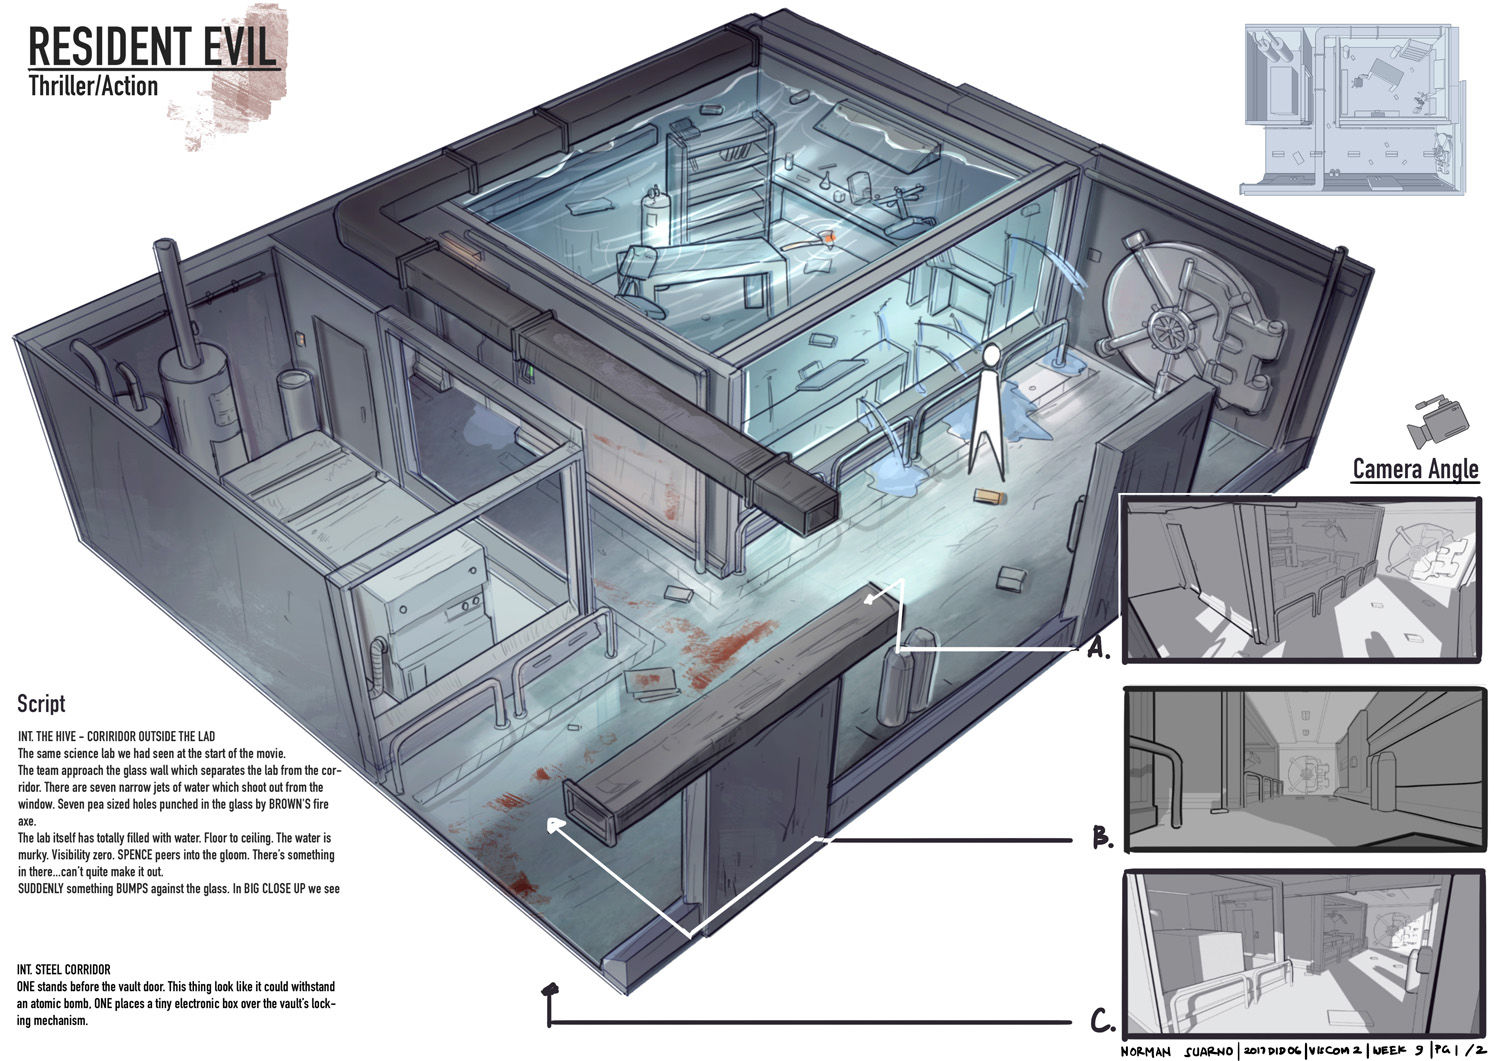 RESIDENT EVIL
Thriller/Action
Camera Angle
A.
B.
C.
Script
INT. THE HIVE - CORIRIDOR OUTSIDE THE LAD
The same science lab we had seen at the start of the movie.
The team approach the glass wall which separates the lab from the cor-
ridor. There are seven narrow jets of water which shoot out from the
window. Seven pea sized holes punched in the glass by BROWN'S fire
axe.
The lab itself has totally filled with water. Floor to ceiling. The water is
murky. Visibility zero. SPENCE peers into the gloom. There's something
in there...can't quite make it out.
SUDDENLY something BUMPS against the glass. In BIG CLOSE UP we see
INT. STEEL CORRIDOR
ONE stands before the vault door. This thing look like it could withstand
an atomic bomb, ONE places a tiny electronic box over the vault's lock-
ing mechanism.
NORMAN SUARNO | 2017DID06 | VISCOM 2 | WEEK 9 | PG 1 /2